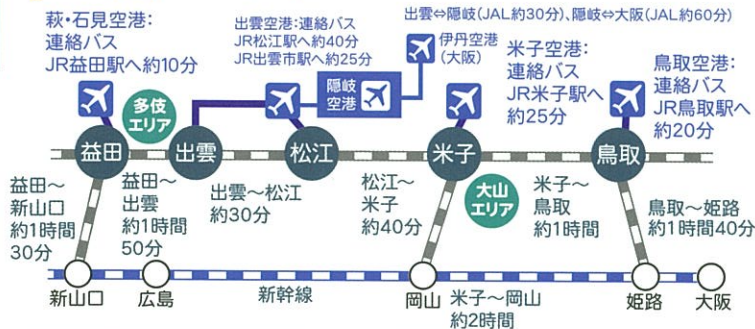 萩・石見空港:
連絡バス
JR益田駅へ約10分
出雲空港:連絡バス
JR松江駅へ約40分
JR出雲市駅へ約25分
出雲⇔隠岐(JAL約30分)、隠岐⇔大阪(JAL約60分)
伊丹空港
(大阪)
隠岐
空港
米子空港:
連絡バス
JR米子駅へ
約25分
鳥取空港:
連絡バス
JR鳥取駅へ
約20分
多伎
エリア
益田
出雲
松江
米子
鳥取
大山
エリア
益田~
新山口
約1時間
30分
益田~
出雲
約1時間
50分
出雲~松江
約30分
松江~
米子
約40分
米子~
鳥取
約1時間
鳥取~姫路
約1時間40分
新山口
広島
新幹線
岡山
米子~岡山
約2時間
姫路
大阪